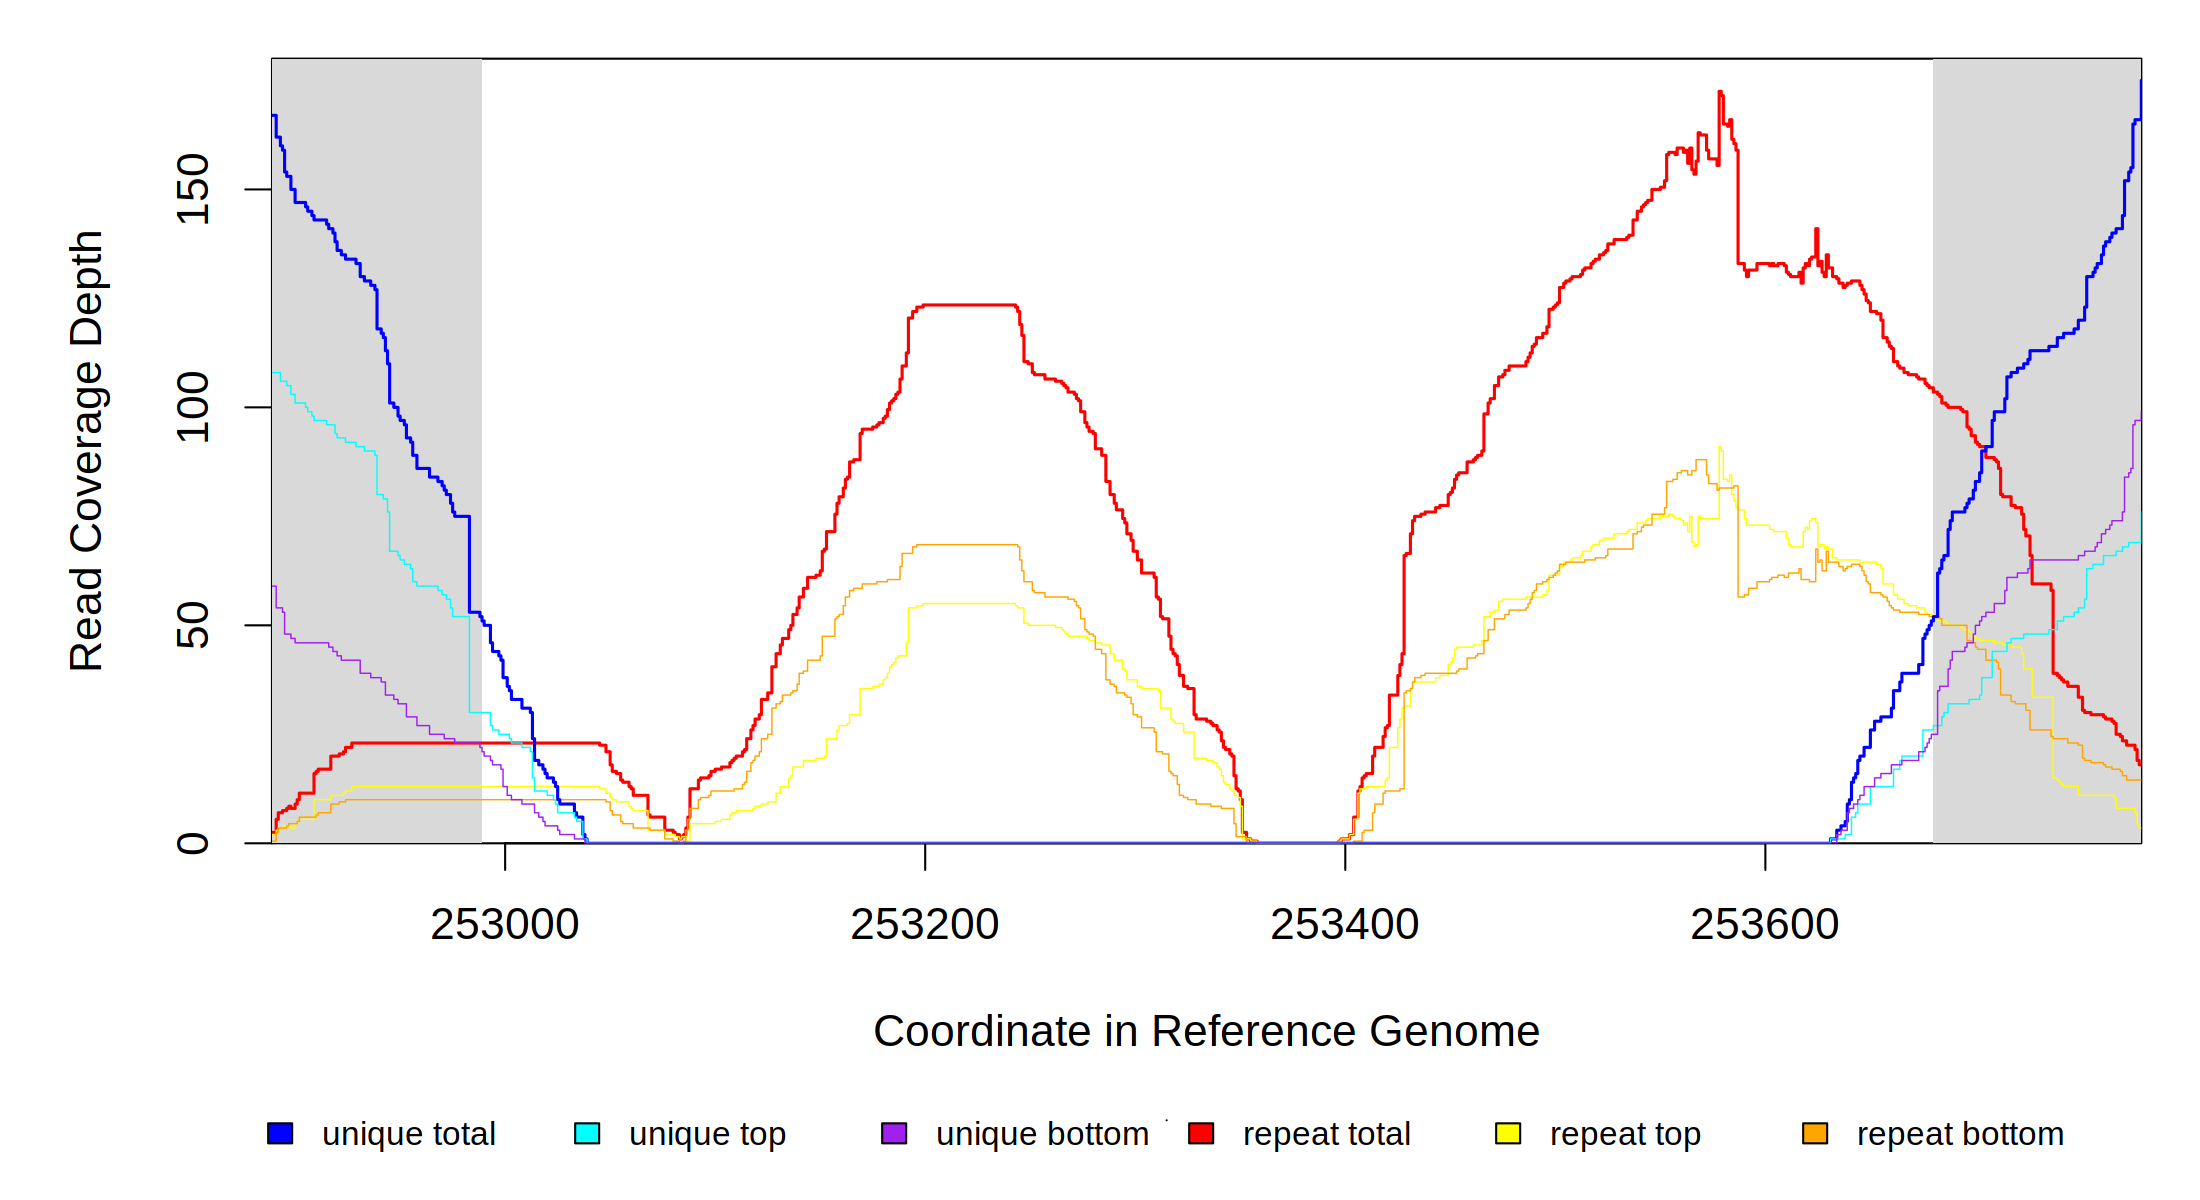 Read Coverage Depth
150
100
50
0
253000 253200 253400 253600
Coordinate in Reference Genome
unique total unique top unique bottom repeat total repeat top repeat bottom